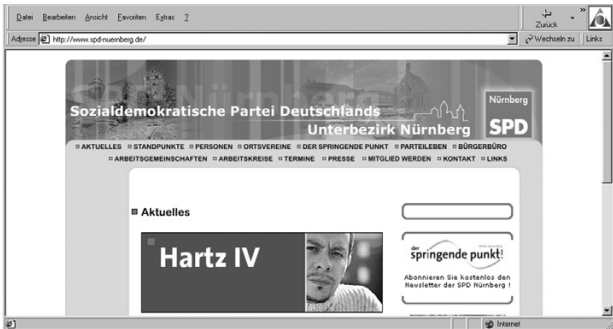 Datei Bearbeiten Ansicht Favoriten Extras ?
Zurück
Adresse http://www.spd-nuernberg.de/ Wechseln zu Links
Sozialdemokratische Partei Deutschlands
Unterbezirk Nürnberg
Nürnberg
SPD
AKTUELLES STANDPUNKTE PERSONEN ORTSVEREINE DER SPRINGENDE PUNKT PARTEILEBEN BÜRGERBÜRO
ARBEITSGEMEINSCHAFTEN ARBEITSKREISE TERMINE PRESSE MITGLIED WERDEN KONTAKT LINKS
Aktuelles
Hartz IV
der
springende punkt!
Abonnieren Sie kostenlos den
Newsletter der SPD Nürnberg !
Internet